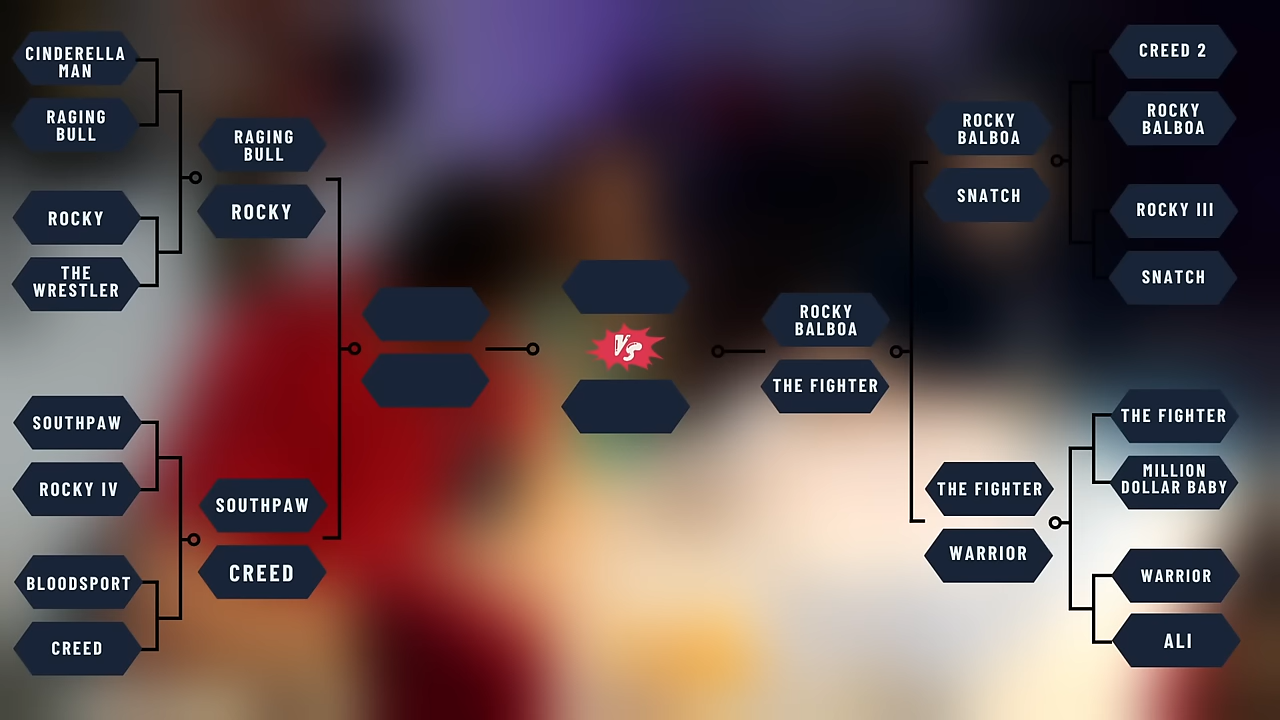 CINDERELLA
MAN
RAGING
BULL
ROCKY
THE
WRESTLER
SOUTHPAW
ROCKY IV
BLOODSPORT
CREED
RAGING
BULL
ROCKY
SOUTHPAW
CREED
VS
ROCKY
BALBOA
THE FIGHTER
ROCKY
BALBOA
SNATCH
THE FIGHTER
WARRIOR
CREED 2
ROCKY
BALBOA
ROCKY III
SNATCH
THE FIGHTER
MILLION
DOLLAR BABY
WARRIOR
ALI